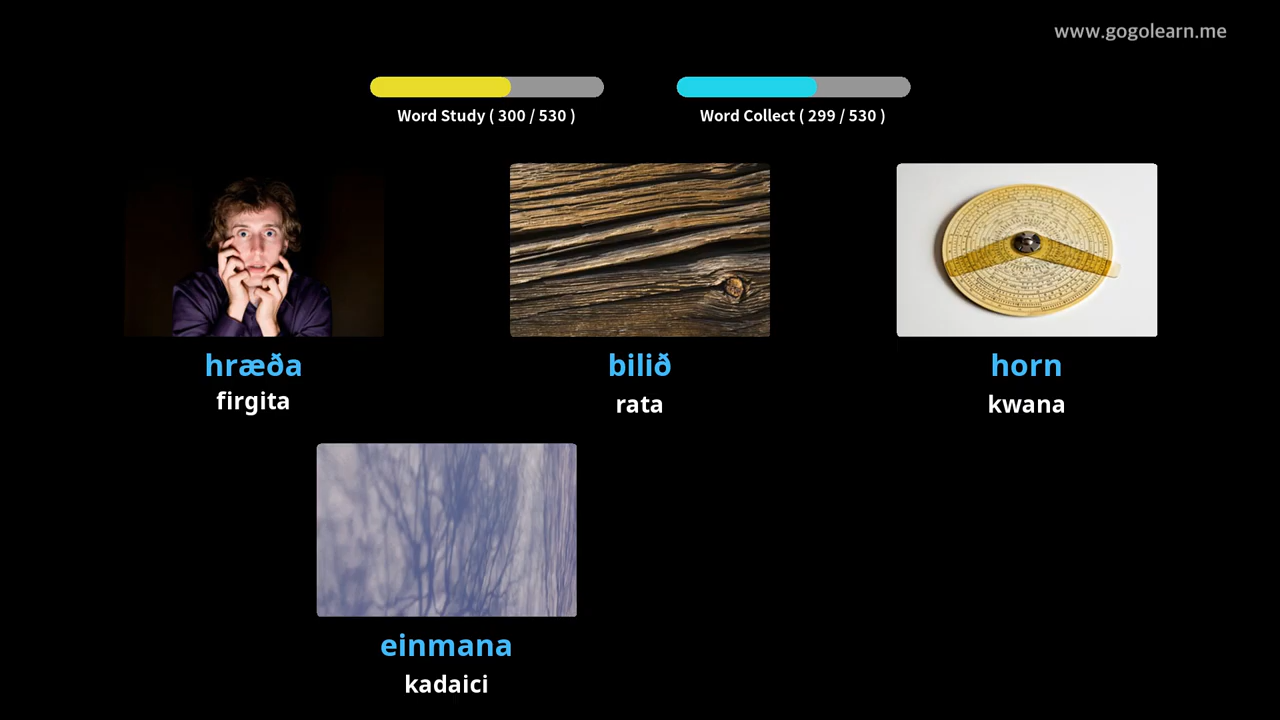 www.gogolearn.me
Word Study ( 300 / 530 )
Word Collect ( 299 / 530 )
hræða
firgita
bilið
rata
horn
kwana
einmana
kadaici